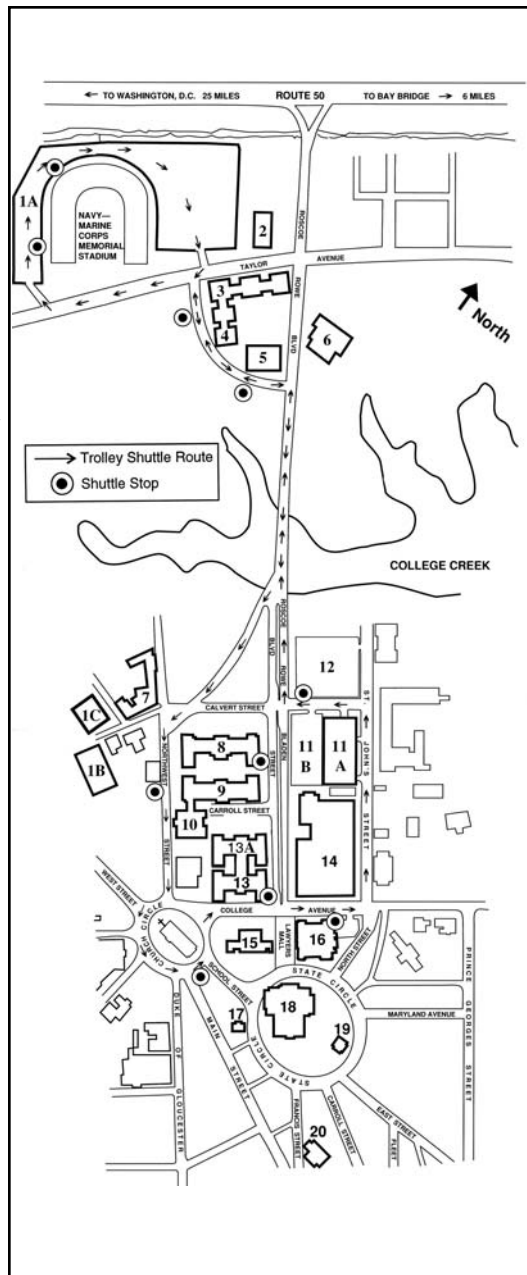 ← TO WASHINGTON, D.C. 25 MILES ROUTE 50 TO BAY BRIDGE → 6 MILES
1A
NAVY—
MARINE
CORPS
MEMORIAL
STADIUM
2
ROSCOE
TAYLOR AVENUE
3
ROWE
4
BLVD
5
6
North
→ Trolley Shuttle Route
Shuttle Stop
COLLEGE CREEK
ROSCOE
ROWE
BLVD
12
7
1C
1B
CALVERT STREET
NORTHWEST
STREET
8
9
CARROLL STREET
10
13A
13
STREET
BLADEN
11
B
11
A
ST.
JOHN'S
STREET
14
WEST STREET
CHURCH CIRCLE
COLLEGE AVENUE
15
LAWYERS
MALL
16
NORTH STREET
STATE CIRCLE
SCHOOL STREET
17
18
19
STATE CIRCLE
MARYLAND AVENUE
PRINCE
GEORGES
STREET
MAIN
STREET
DUKE
OF
GLOUCESTER
FRANCIS STREET
CARROLL STREET
EAST STREET
FLEET
20